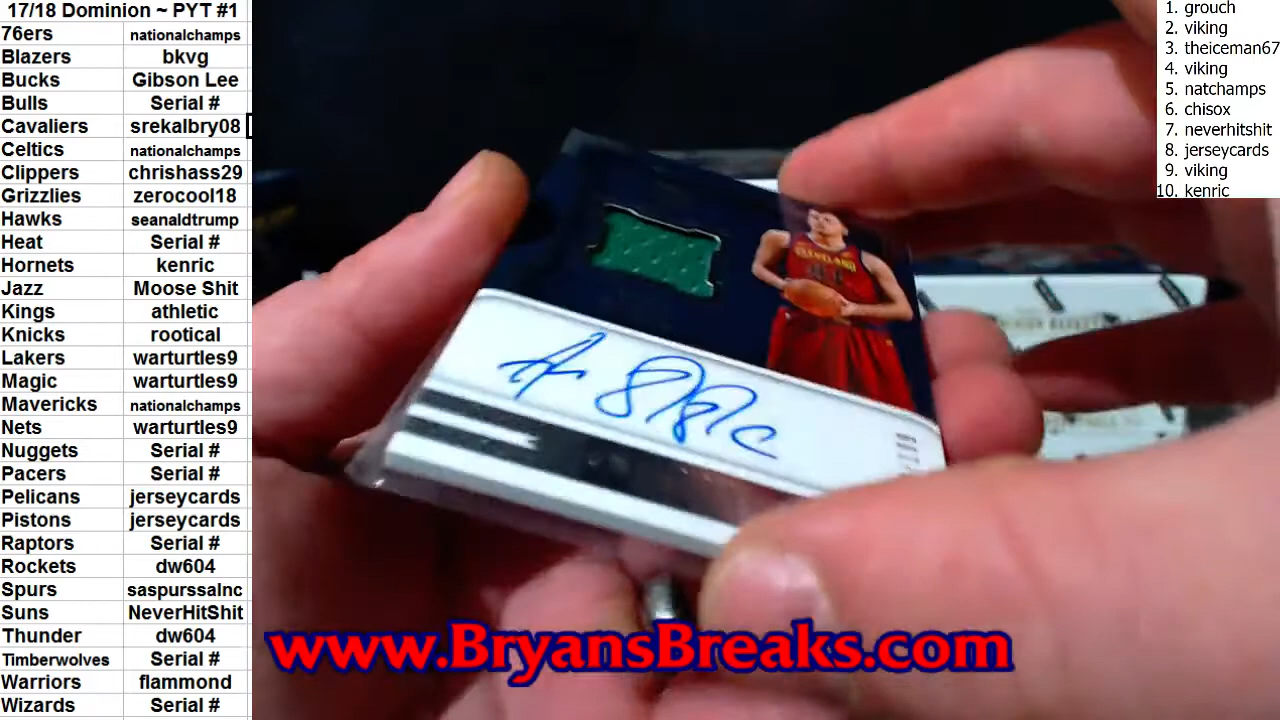 17/18 Dominion ~ PYT #1
76ers nationalchamps
Blazers bkvg
Bucks Gibson Lee
Bulls Serial #
Cavaliers srekalbry08
Celtics nationalchamps
Clippers chrishass29
Grizzlies zerocool18
Hawks seanaldtrump
Heat Serial #
Hornets kenric
Jazz Moose Shit
Kings athletic
Knicks rootical
Lakers warturtles9
Magic warturtles9
Mavericks nationalchamps
Nets warturtles9
Nuggets Serial #
Pacers Serial #
Pelicans jerseycards
Pistons jerseycards
Raptors Serial #
Rockets dw604
Spurs saspurssaInc
Suns NeverHitShit
Thunder dw604
Timberwolves Serial #
Warriors flammond
Wizards Serial #
1. grouch
2. viking
3. theiceman67
4. viking
5. natchamps
6. chisox
7. neverhitshit
8. jerseycards
9. viking
10. kenric
CLEVELAND
www.BryansBreaks.com